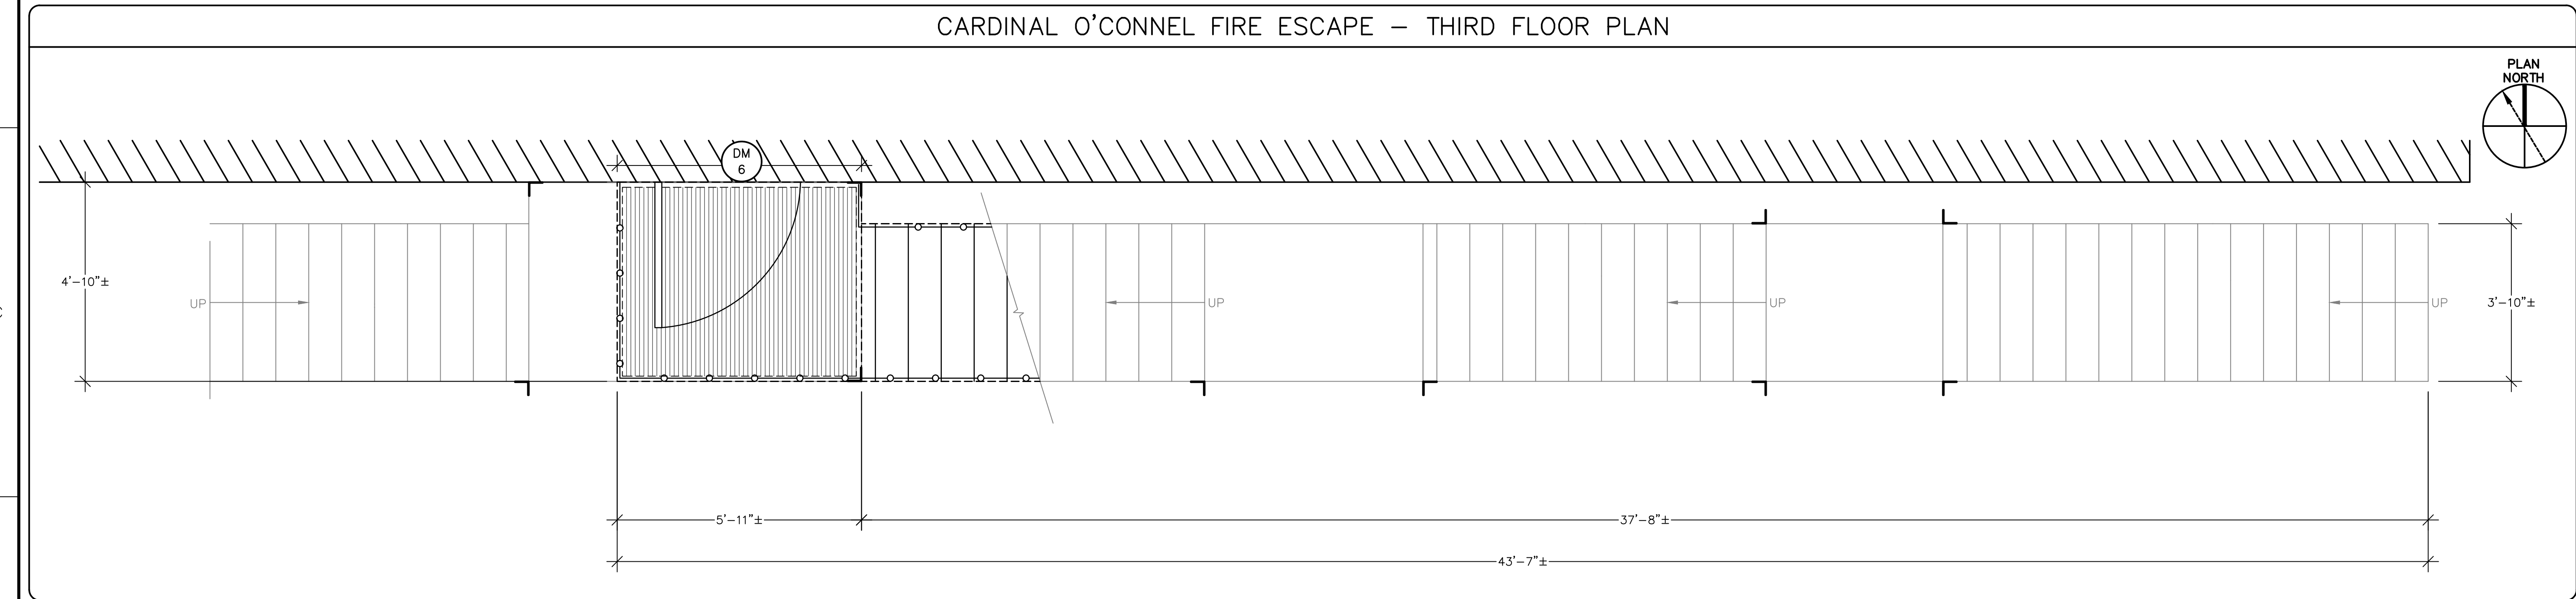 CARDINAL O'CONNEL FIRE ESCAPE – THIRD FLOOR PLAN
PLAN
NORTH
DM
6
4'–10"±
UP
UP
UP
UP
3'–10"±
5'–11"±
37'–8"±
43'–7"±